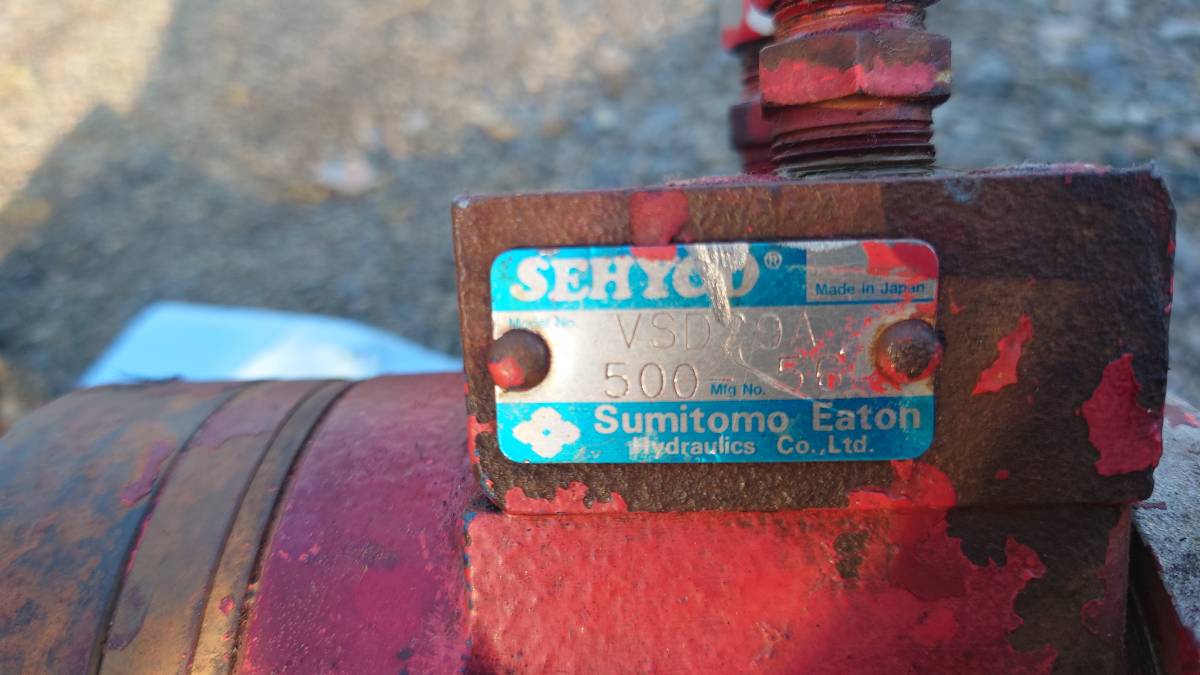 SEHYCO®
Made in Japan
Model No.
500
Mfg No.
Sumitomo Eaton
Hydraulics Co.,Ltd.